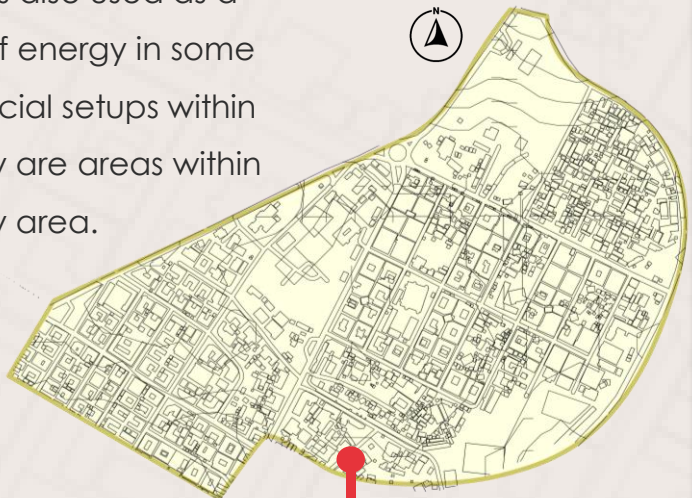 s also used as a
f energy in some
cial setups within
y are areas within
y area.
N